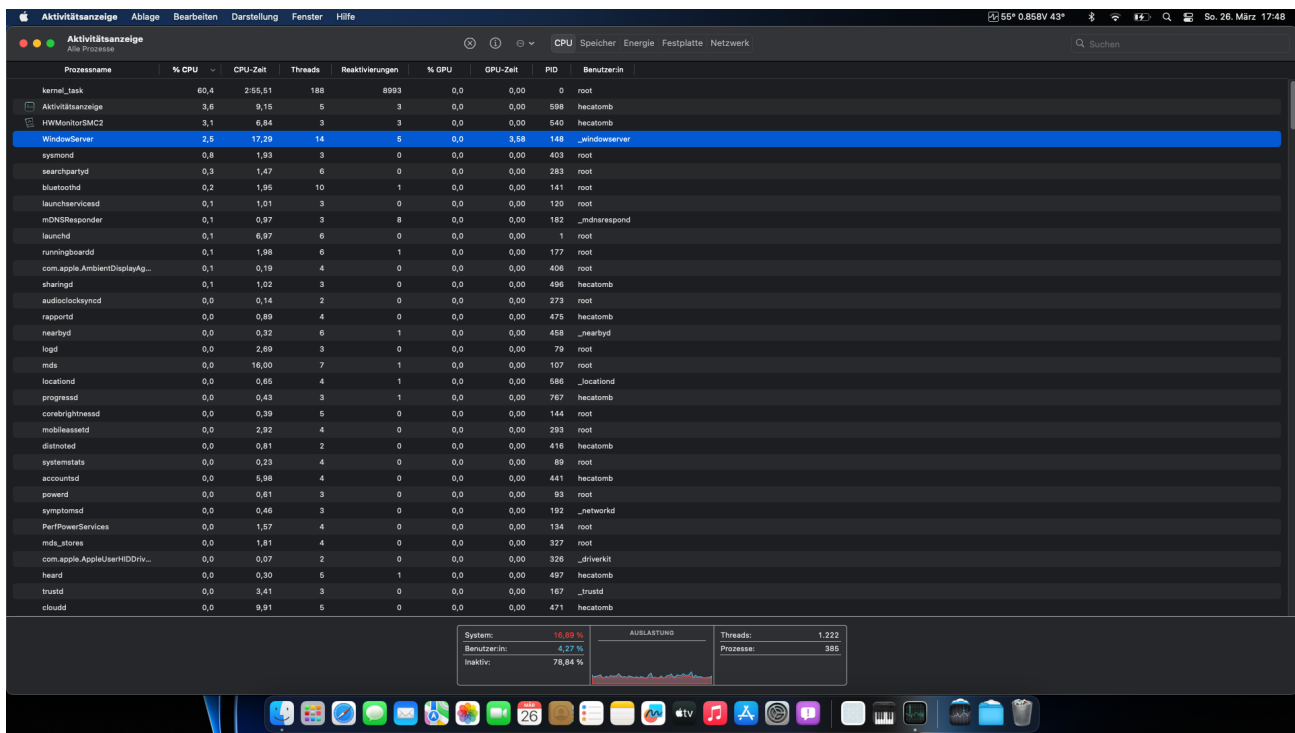 Aktivitätsanzeige Ablage Bearbeiten Darstellung Fenster Hilfe 55° 0.858V 43° So. 26. März 17:48
Aktivitätsanzeige
Alle Prozesse
CPU Speicher Energie Festplatte Netzwerk Suchen
Prozessname % CPU CPU-Zeit Threads Reaktivierungen % GPU GPU-Zeit PID Benutzer:in
kernel_task 60,4 2:55,51 188 8993 0,0 0,00 0 root
Aktivitätsanzeige 3,6 9,15 5 3 0,0 0,00 598 hecatomb
HWMonitorSMC2 3,1 6,84 3 3 0,0 0,00 540 hecatomb
WindowServer 2,5 17,29 14 5 0,0 3,58 148 _windowserver
sysmond 0,8 1,93 3 0 0,0 0,00 403 root
searchpartyd 0,3 1,47 6 0 0,0 0,00 283 root
bluetoothd 0,2 1,95 10 1 0,0 0,00 141 root
launchservicesd 0,1 1,01 3 0 0,0 0,00 120 root
mDNSResponder 0,1 0,97 3 8 0,0 0,00 182 _mdnsrespond
launchd 0,1 6,97 6 0 0,0 0,00 1 root
runningboardd 0,1 1,98 6 1 0,0 0,00 177 root
com.apple.AmbientDisplayAg... 0,1 0,19 4 0 0,0 0,00 406 root
sharingd 0,1 1,02 3 0 0,0 0,00 496 hecatomb
audioclocksyncd 0,0 0,14 2 0 0,0 0,00 273 root
rapportd 0,0 0,89 4 0 0,0 0,00 475 hecatomb
nearbyd 0,0 0,32 6 1 0,0 0,00 458 _nearbyd
logd 0,0 2,69 3 0 0,0 0,00 79 root
mds 0,0 16,00 7 1 0,0 0,00 107 root
locationd 0,0 0,65 4 1 0,0 0,00 586 _locationd
progressd 0,0 0,43 3 1 0,0 0,00 767 hecatomb
corebrightnessd 0,0 0,39 5 0 0,0 0,00 144 root
mobileassetd 0,0 2,92 4 0 0,0 0,00 293 root
distnoted 0,0 0,81 2 0 0,0 0,00 416 hecatomb
systemstats 0,0 0,23 4 0 0,0 0,00 89 root
accountsd 0,0 5,98 4 0 0,0 0,00 441 hecatomb
powerd 0,0 0,61 3 0 0,0 0,00 93 root
symptomsd 0,0 0,46 3 0 0,0 0,00 192 _networkd
PerfPowerServices 0,0 1,57 4 0 0,0 0,00 134 root
mds_stores 0,0 1,81 4 0 0,0 0,00 327 root
com.apple.AppleUserHIDDriv... 0,0 0,07 2 0 0,0 0,00 326 _driverkit
heard 0,0 0,30 5 1 0,0 0,00 497 hecatomb
trustd 0,0 3,41 3 0 0,0 0,00 167 _trustd
cloudd 0,0 9,91 5 0 0,0 0,00 471 hecatomb
System: 16,89 % AUSLASTUNG Threads: 1.222
Benutzer:in: 4,27 % Prozesse: 385
Inaktiv: 78,84 %
MÄR
26
tv